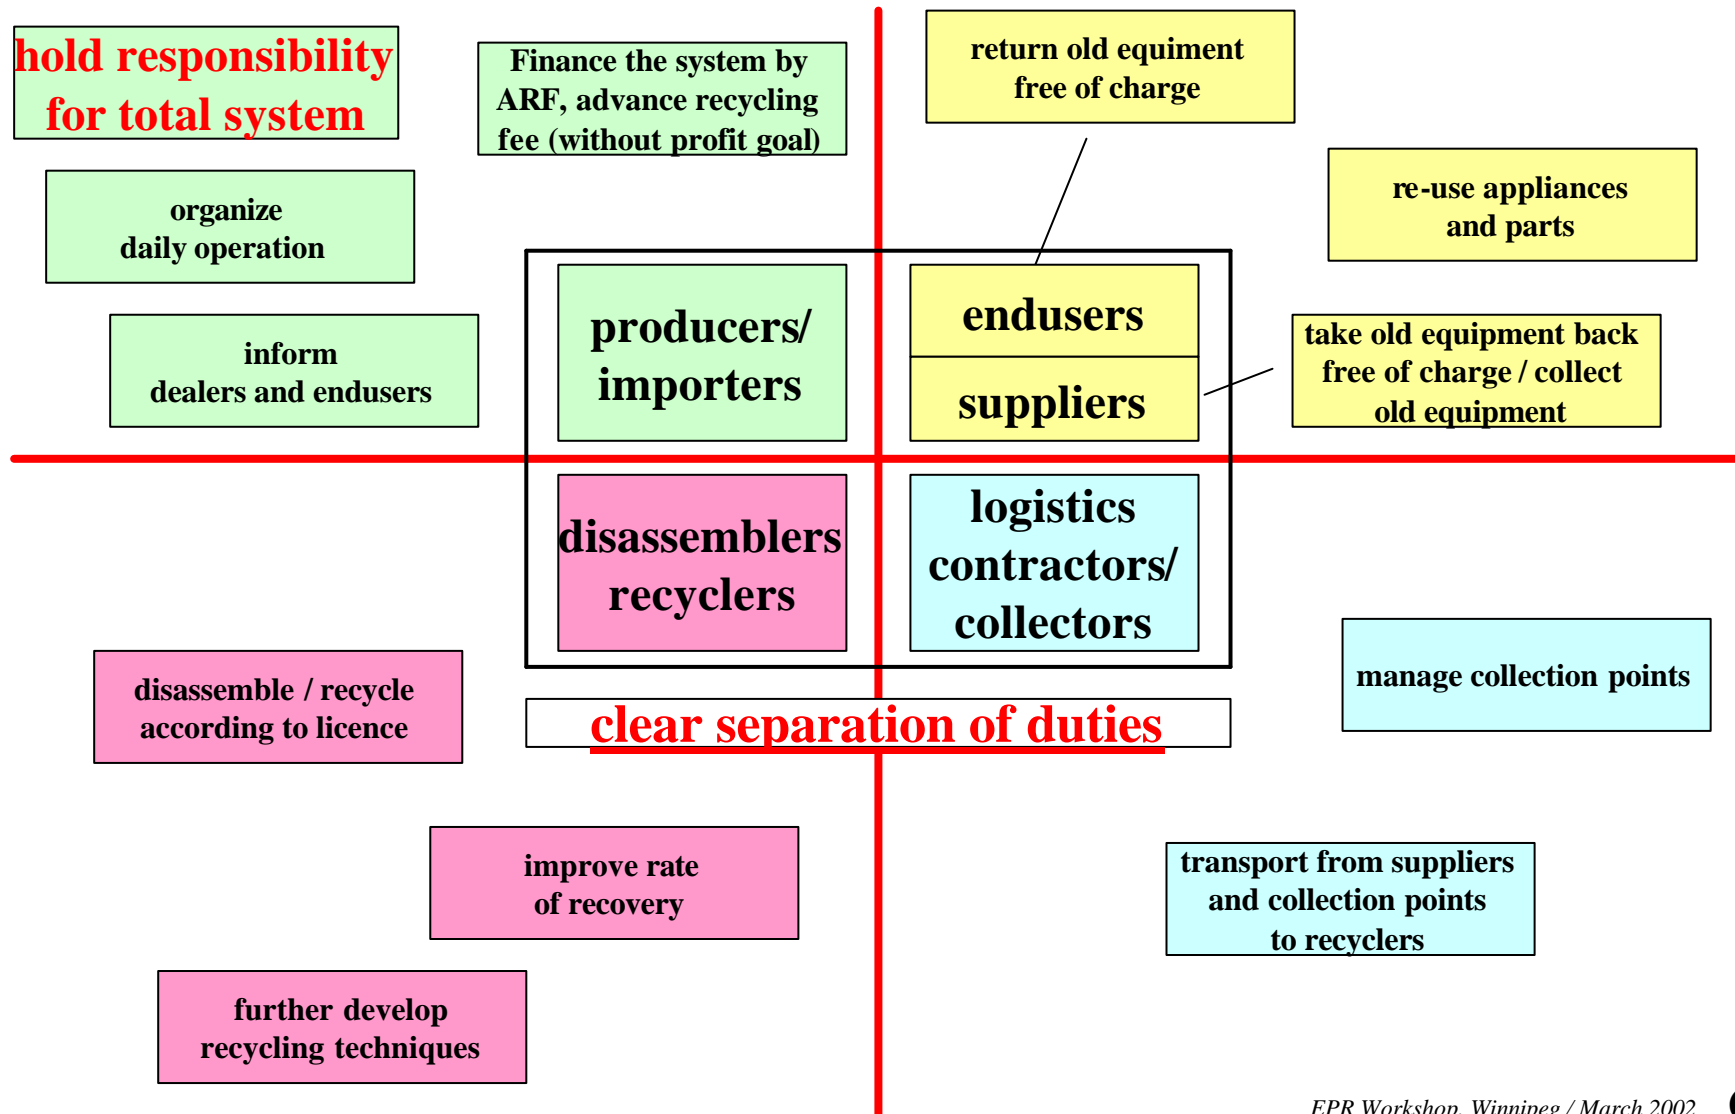 hold responsibility
for total system
Finance the system by
ARF, advance recycling
fee (without profit goal)
organize
daily operation
inform
dealers and endusers
return old equiment
free of charge
re-use appliances
and parts
take old equipment back
free of charge / collect
old equipment
producers/
importers
endusers
suppliers
disassemblers
recyclers
logistics
contractors/
collectors
clear separation of duties
disassemble / recycle
according to licence
improve rate
of recovery
further develop
recycling techniques
manage collection points
transport from suppliers
and collection points
to recyclers
EPR Workshop, Winnipeg / March 2002